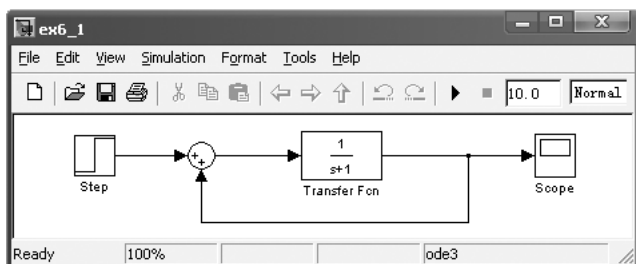 ex6_1
File Edit View Simulation Format Tools Help
10.0 Normal
Step
+
+
1
s+1
Transfer Fcn
Scope
Ready 100% ode3